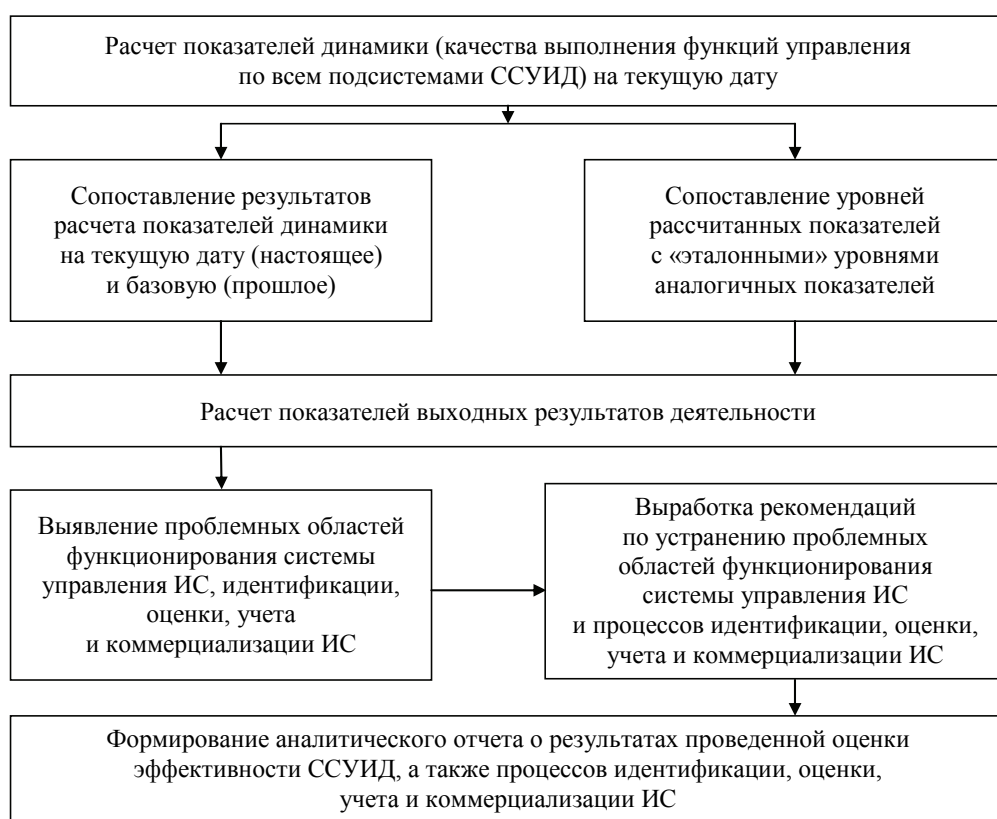 Расчет показателей динамики (качества выполнения функций управления
по всем подсистемами ССУИД) на текущую дату
Сопоставление результатов
расчета показателей динамики
на текущую дату (настоящее)
и базовую (прошлое)
Сопоставление уровней
рассчитанных показателей
с «эталонными» уровнями
аналогичных показателей
Расчет показателей выходных результатов деятельности
Выявление проблемных областей
функционирования системы
управления ИС, идентификации,
оценки, учета
и коммерциализации ИС
Выработка рекомендаций
по устранению проблемных
областей функционирования
системы управления ИС
и процессов идентификации, оценки,
учета и коммерциализации ИС
Формирование аналитического отчета о результатах проведенной оценки
эффективности ССУИД, а также процессов идентификации, оценки,
учета и коммерциализации ИС